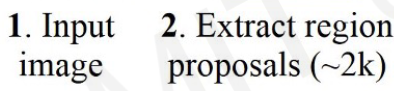 1. Input
image
2. Extract region
proposals (~2k)